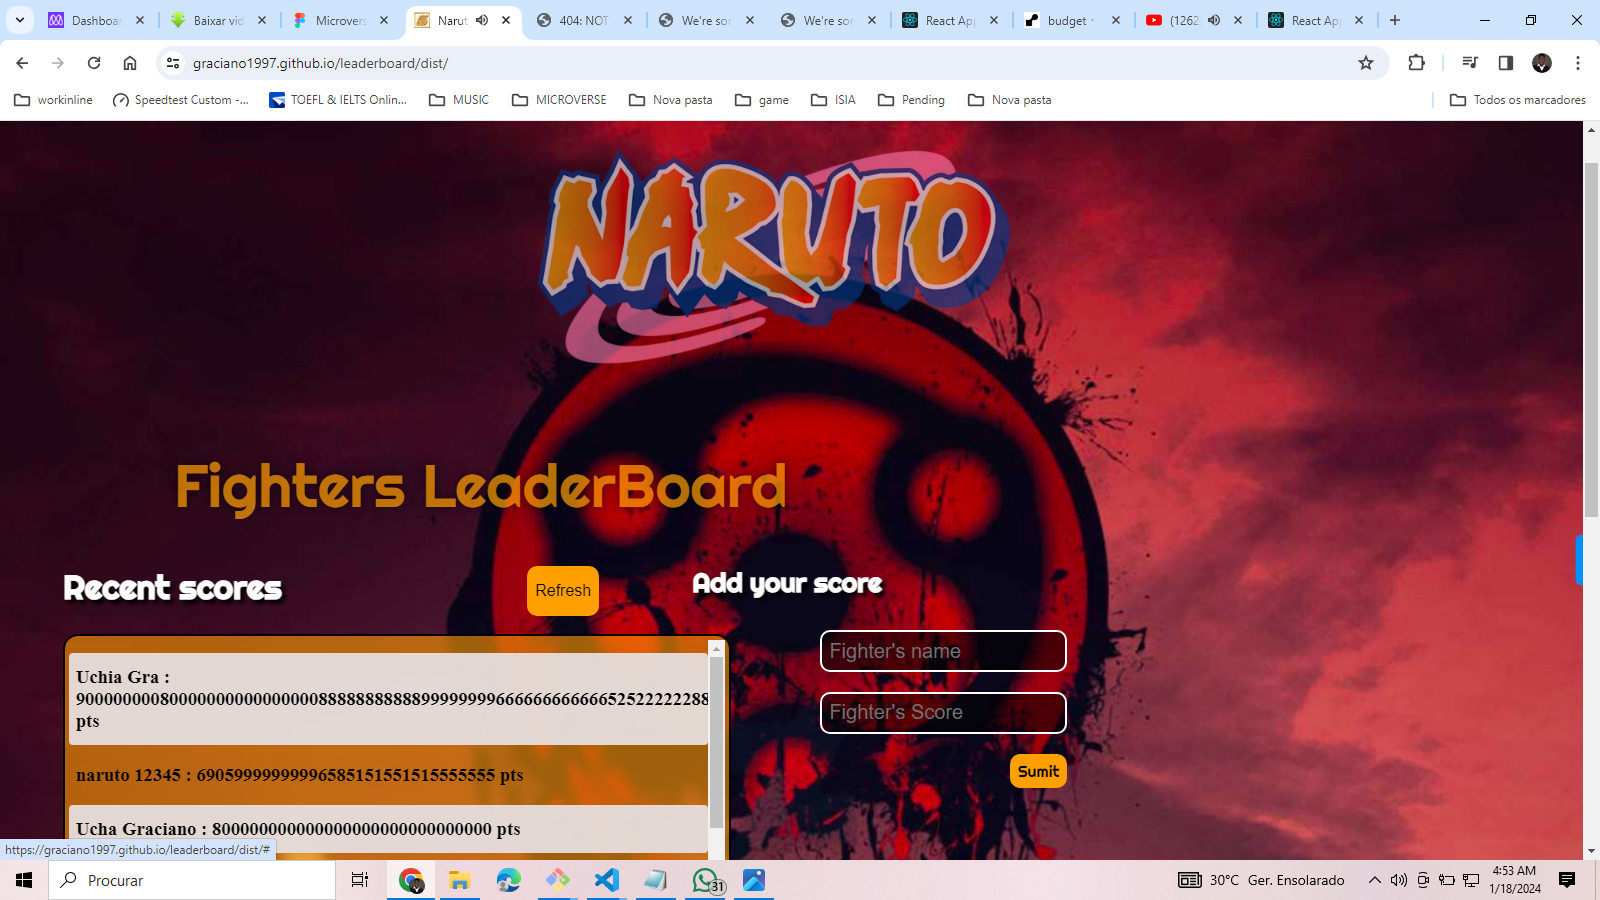 Dashboar
Baixar vid
Microvers
Narut
404: NOT_
We're sor
We're sor
React App
budget
(1262
React App
graciano1997.github.io/leaderboard/dist/
workinline
Speedtest Custom -...
TOEFL & IELTS Onlin...
MUSIC
MICROVERSE
Nova pasta
game
ISIA
Pending
Nova pasta
Todos os marcadores
NARUTO
Fighters LeaderBoard
Recent scores
Refresh
Add your score
Uchia Gra :
pts
Fighter's name
Fighter's Score
Sumit
naruto 12345 :
pts
Ucha Graciano :
pts
https://graciano1997.github.io/leaderboard/dist/#
Procurar
31
30°C Ger. Ensolarado
4:53 AM
1/18/2024